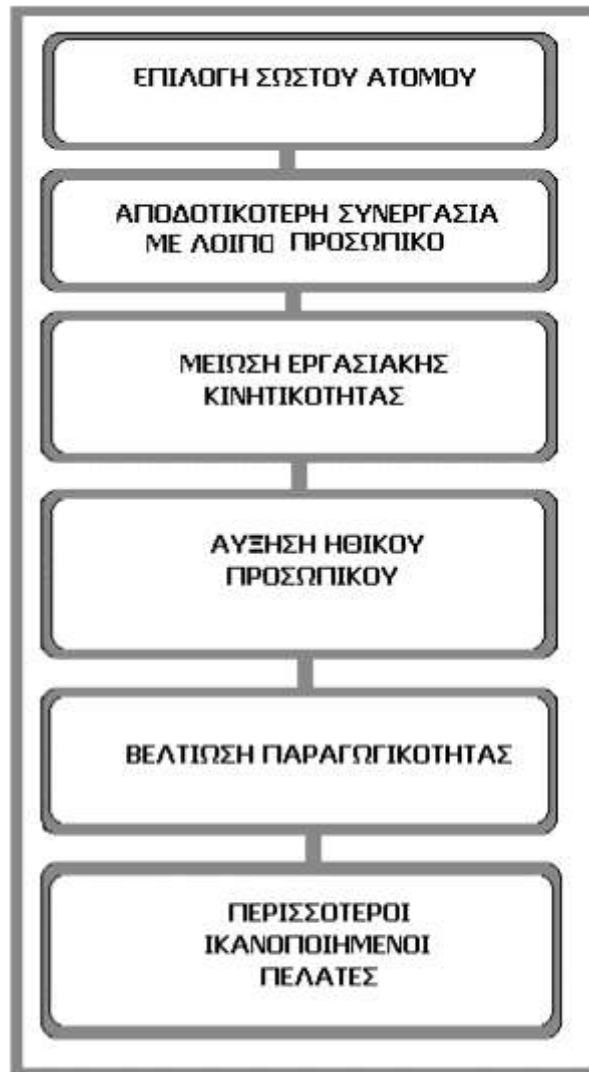 ΕΠΙΛΟΓΗ ΣΩΣΤΟΥ ΑΤΟΜΟΥ
ΑΠΟΔΟΤΙΚΟΤΕΡΗ ΣΥΝΕΡΓΑΣΙΑ
ΜΕ ΛΟΙΠΟ ΠΡΟΣΩΠΙΚΟ
ΜΕΙΩΣΗ ΕΡΓΑΣΙΑΚΗΣ
ΚΙΝΗΤΙΚΟΤΗΤΑΣ
ΑΥΞΗΣΗ ΗΘΙΚΟΥ
ΠΡΟΣΩΠΙΚΟΥ
ΒΕΛΤΙΩΣΗ ΠΑΡΑΓΩΓΙΚΟΤΗΤΑΣ
ΠΕΡΙΣΣΟΤΕΡΟΙ
ΙΚΑΝΟΠΟΙΗΜΕΝΟΙ
ΠΕΛΑΤΕΣ